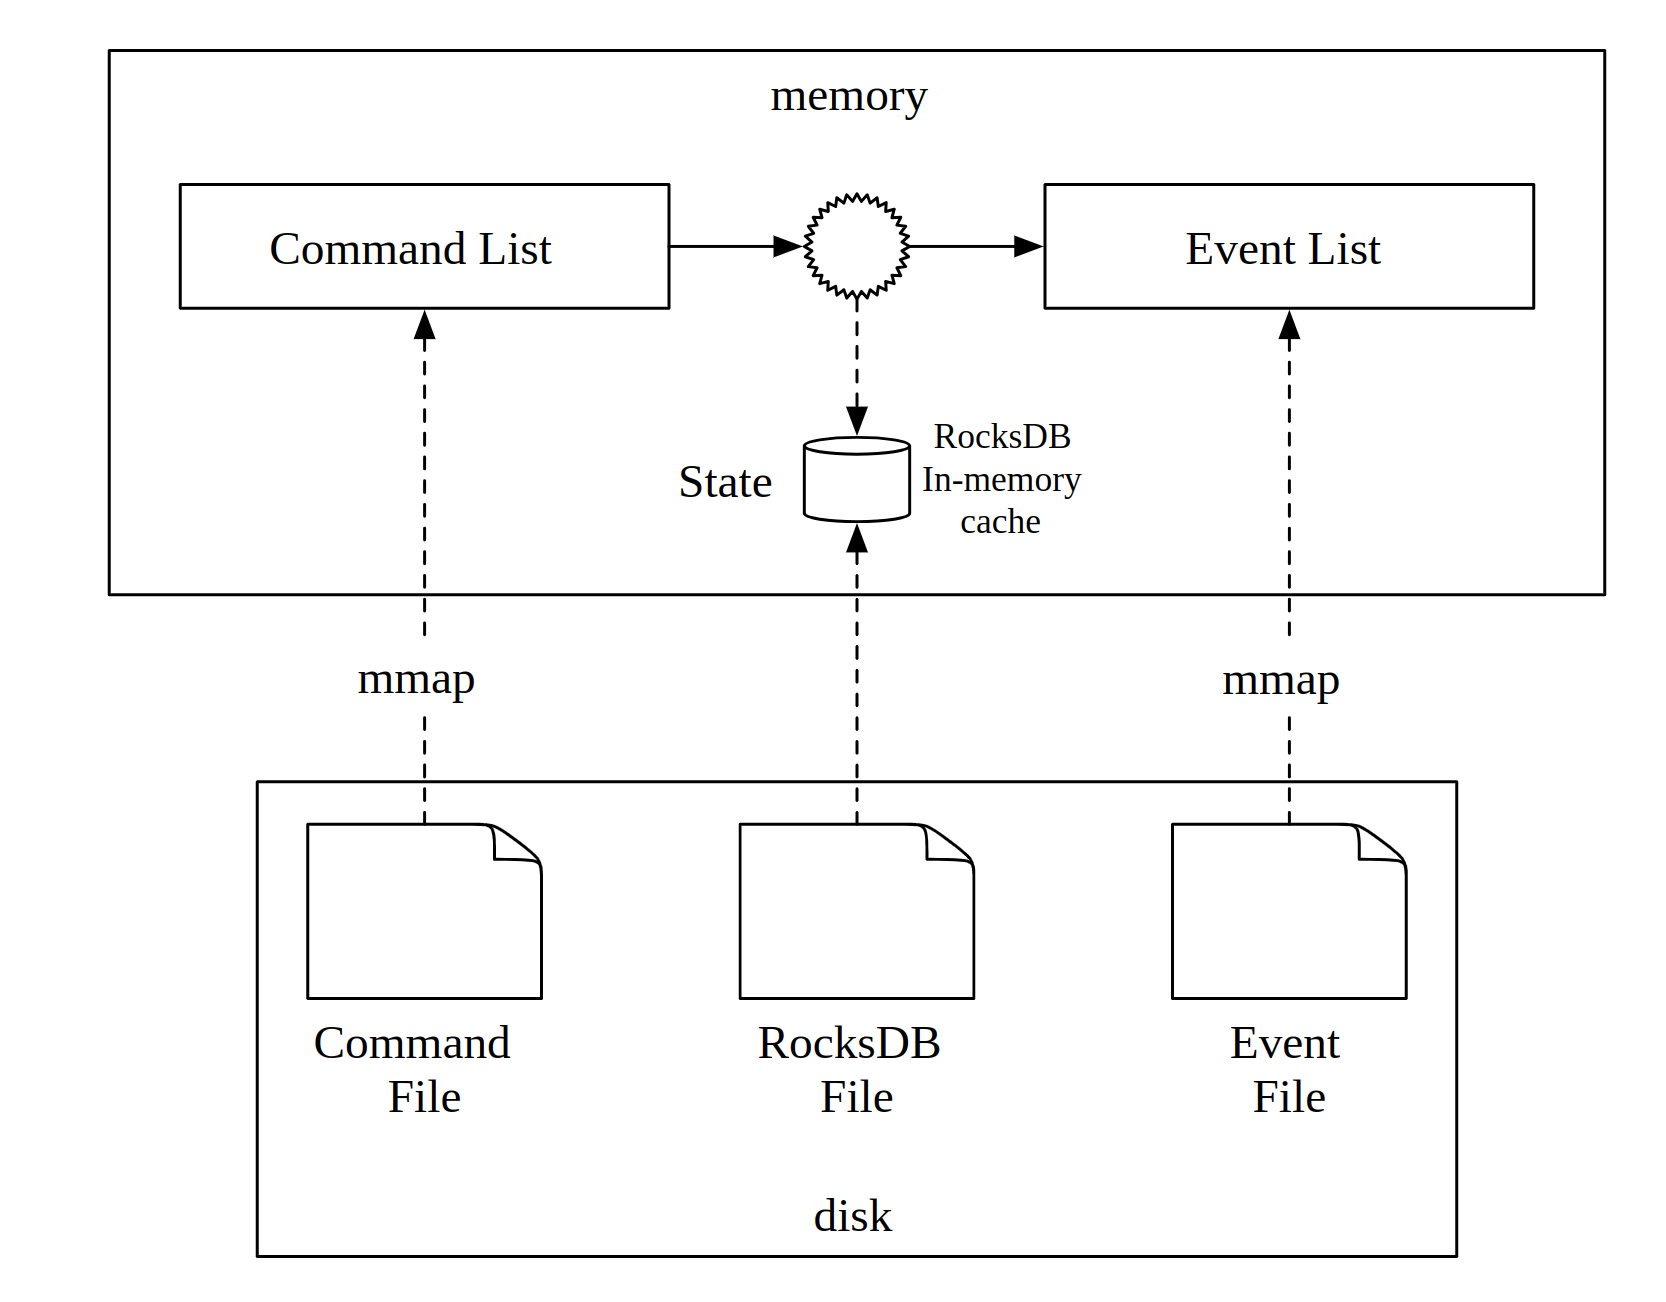 memory
Command List
Event List
State
RocksDB
In-memory
cache
mmap
mmap
Command
File
RocksDB
File
Event
File
disk